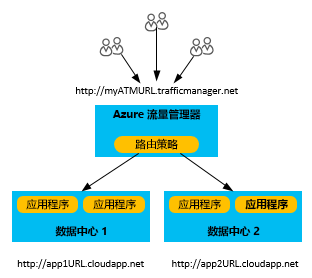 http://myATMURL.trafficmanager.net
Azure 流量管理器
路由策略
应用程序 应用程序
数据中心 1
应用程序 应用程序
数据中心 2
http://app1URL.cloudapp.net
http://app2URL.cloudapp.net